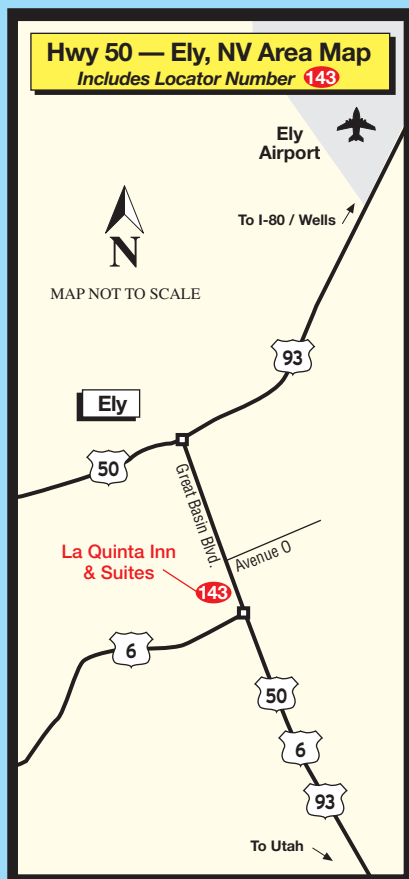 Hwy 50 — Ely, NV Area Map
Includes Locator Number 143
Ely
Airport
To I-80 / Wells
N
MAP NOT TO SCALE
93
Ely
50
Great Basin Blvd.
Avenue O
La Quinta Inn
& Suites
143
6
50
6
93
To Utah